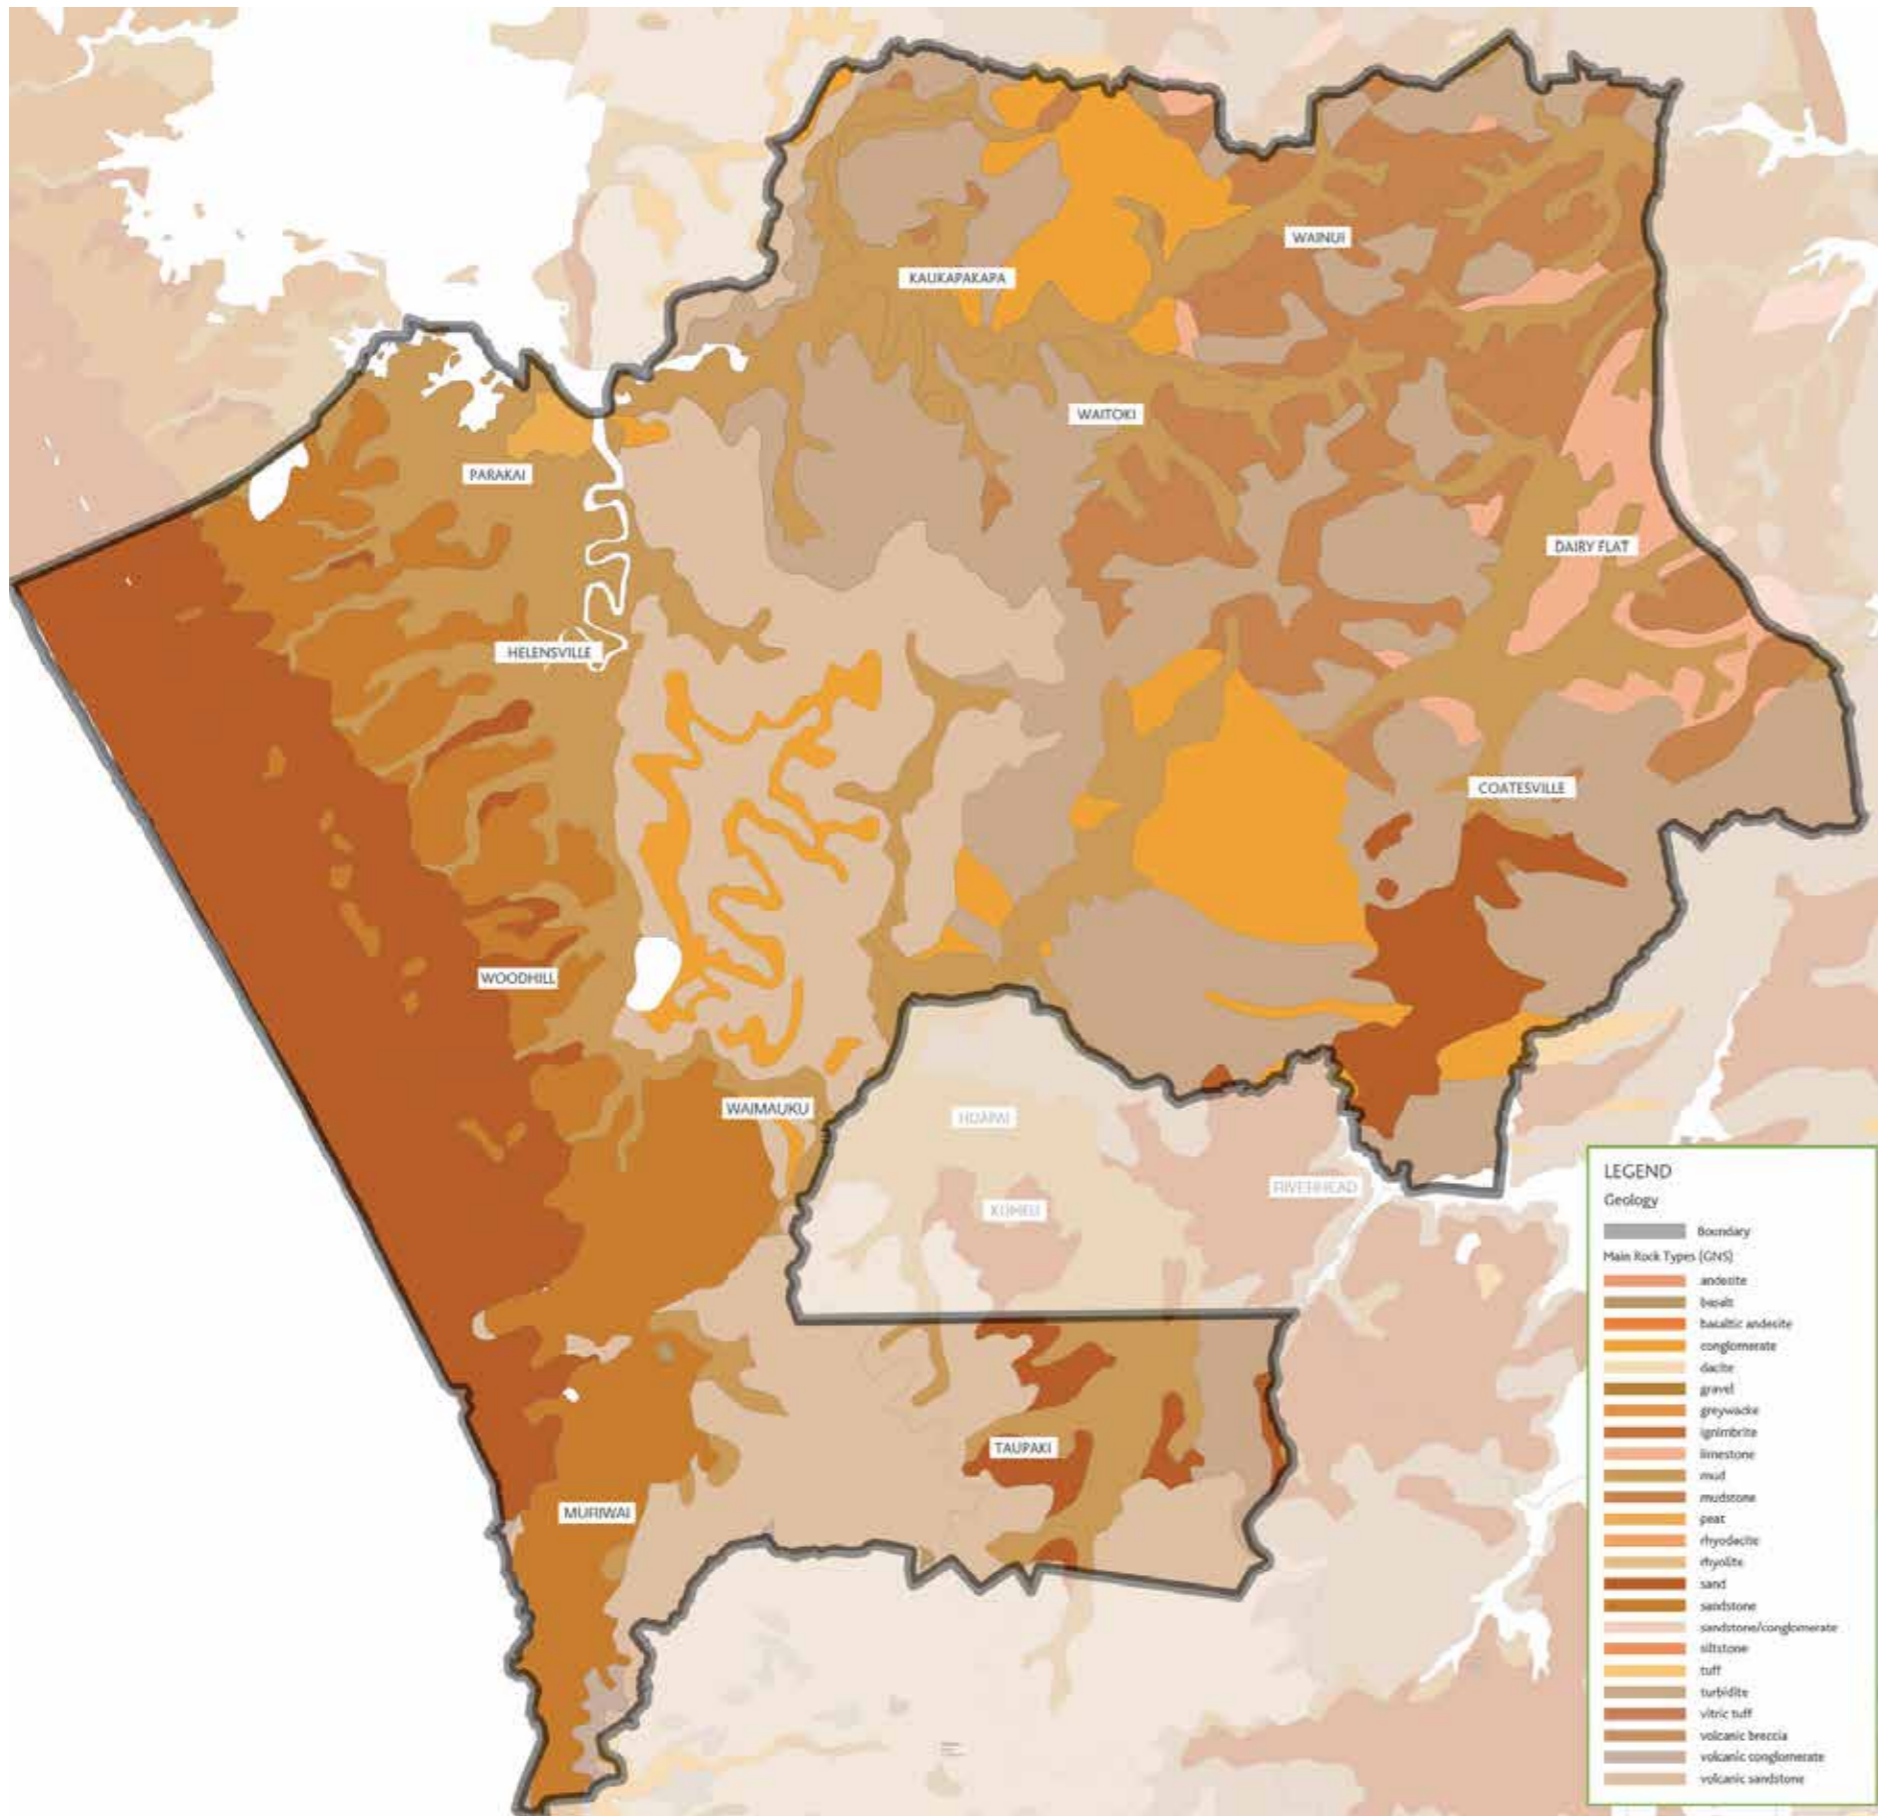 KAUKAPAKAPA
WAINUI
WAITOKI
PARAKAI
DAIRY FLAT
HELENSVILLE
COATESVILLE
WOODHILL
WAIMAUKU
HUAPAI
KUMEU
RIVERHEAD
TAUPAKI
MURIWAI
LEGEND
Geology
Boundary
Main Rock Types (GNS)
andesite
basalt
basaltic andesite
conglomerate
dacite
gravel
greywacke
ignimbrite
limestone
mud
mudstone
peat
rhyodacite
rhyolite
sand
sandstone
sandstone/conglomerate
siltstone
tuff
turbidite
vitric tuff
volcanic breccia
volcanic conglomerate
volcanic sandstone